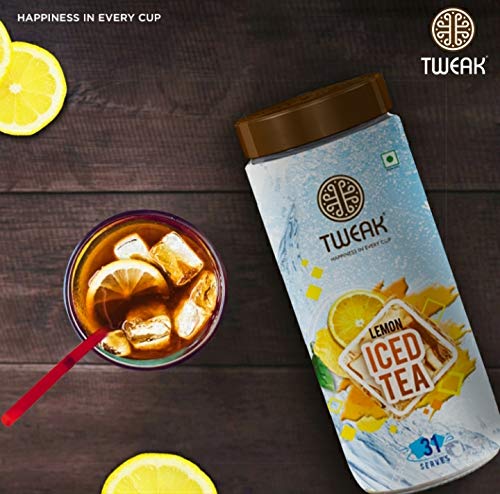 HAPPINESS IN EVERY CUP
TWEAK
TWEAK
HAPPINESS IN EVERY CUP
LEMON
ICED
TEA
31
SERVES